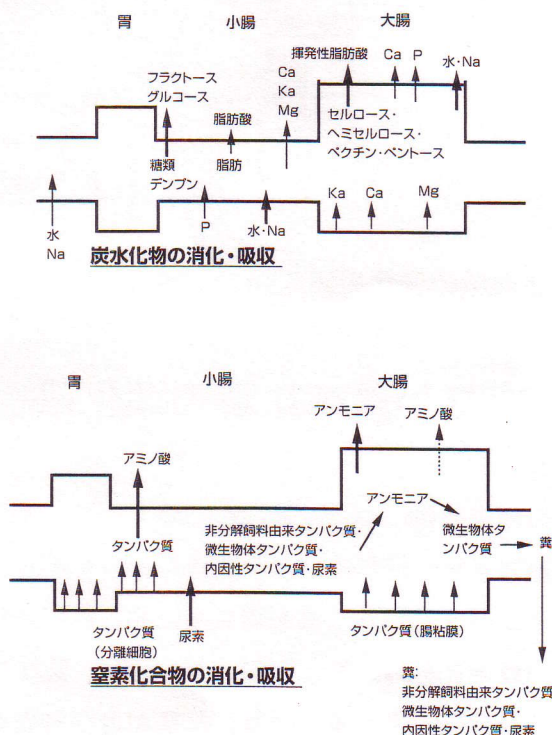 胃
小腸
大腸
フラクトース
グルコース
脂肪酸
Ca
Ka
Mg
揮発性脂肪酸
Ca
P
水・Na
糖類
デンプン
脂肪
セルロース・
ヘミセルロース・
ペクチン・ペントース
水
Na
P
水・Na
Ka
Ca
Mg
炭水化物の消化・吸収
胃
小腸
大腸
アミノ酸
アンモニア
アミノ酸
タンパク質
非分解飼料由来タンパク質・
微生物体タンパク質・
内因性タンパク質・尿素
アンモニア
微生物体タ
ンパク質
糞
タンパク質
(分離細胞)
尿素
タンパク質(腸粘膜)
窒素化合物の消化・吸収
糞:
非分解飼料由来タンパク質
微生物体タンパク質・
内因性タンパク質・尿素